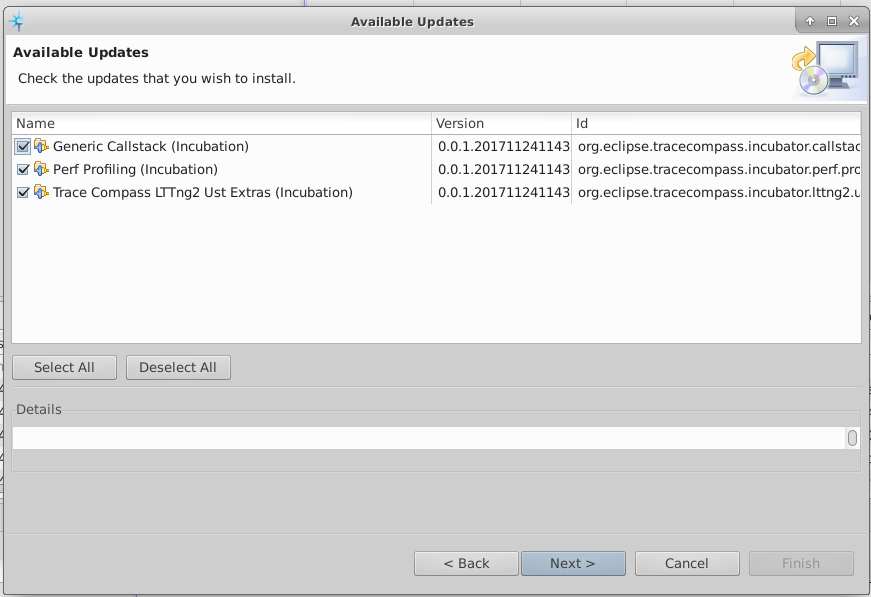 Available Updates
Available Updates
Check the updates that you wish to install.
Name Version Id
Generic Callstack (Incubation) 0.0.1.201711241143 org.eclipse.tracecompass.incubator.callstac
Perf Profiling (Incubation) 0.0.1.201711241143 org.eclipse.tracecompass.incubator.perf.pro
Trace Compass LTTng2 Ust Extras (Incubation) 0.0.1.201711241143 org.eclipse.tracecompass.incubator.lttng2.u
Select All Deselect All
Details
< Back Next > Cancel Finish